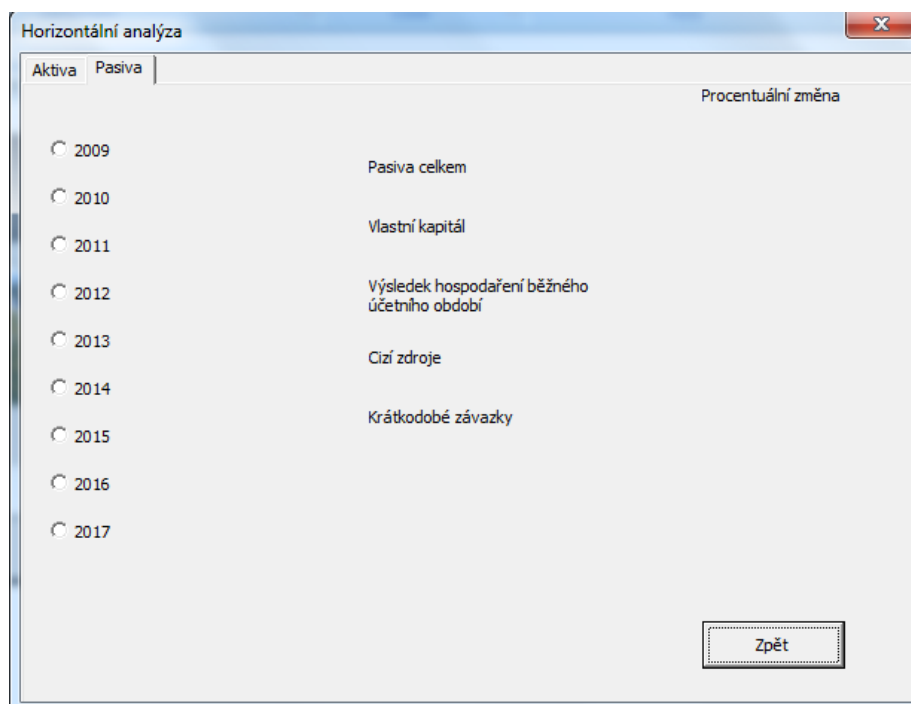 Horizontální analýza
Aktiva
Pasiva
Procentuální změna
2009
2010
2011
2012
2013
2014
2015
2016
2017
Pasiva celkem
Vlastní kapitál
Výsledek hospodaření běžného
účetního období
Cizí zdroje
Krátkodobé závazky
Zpět